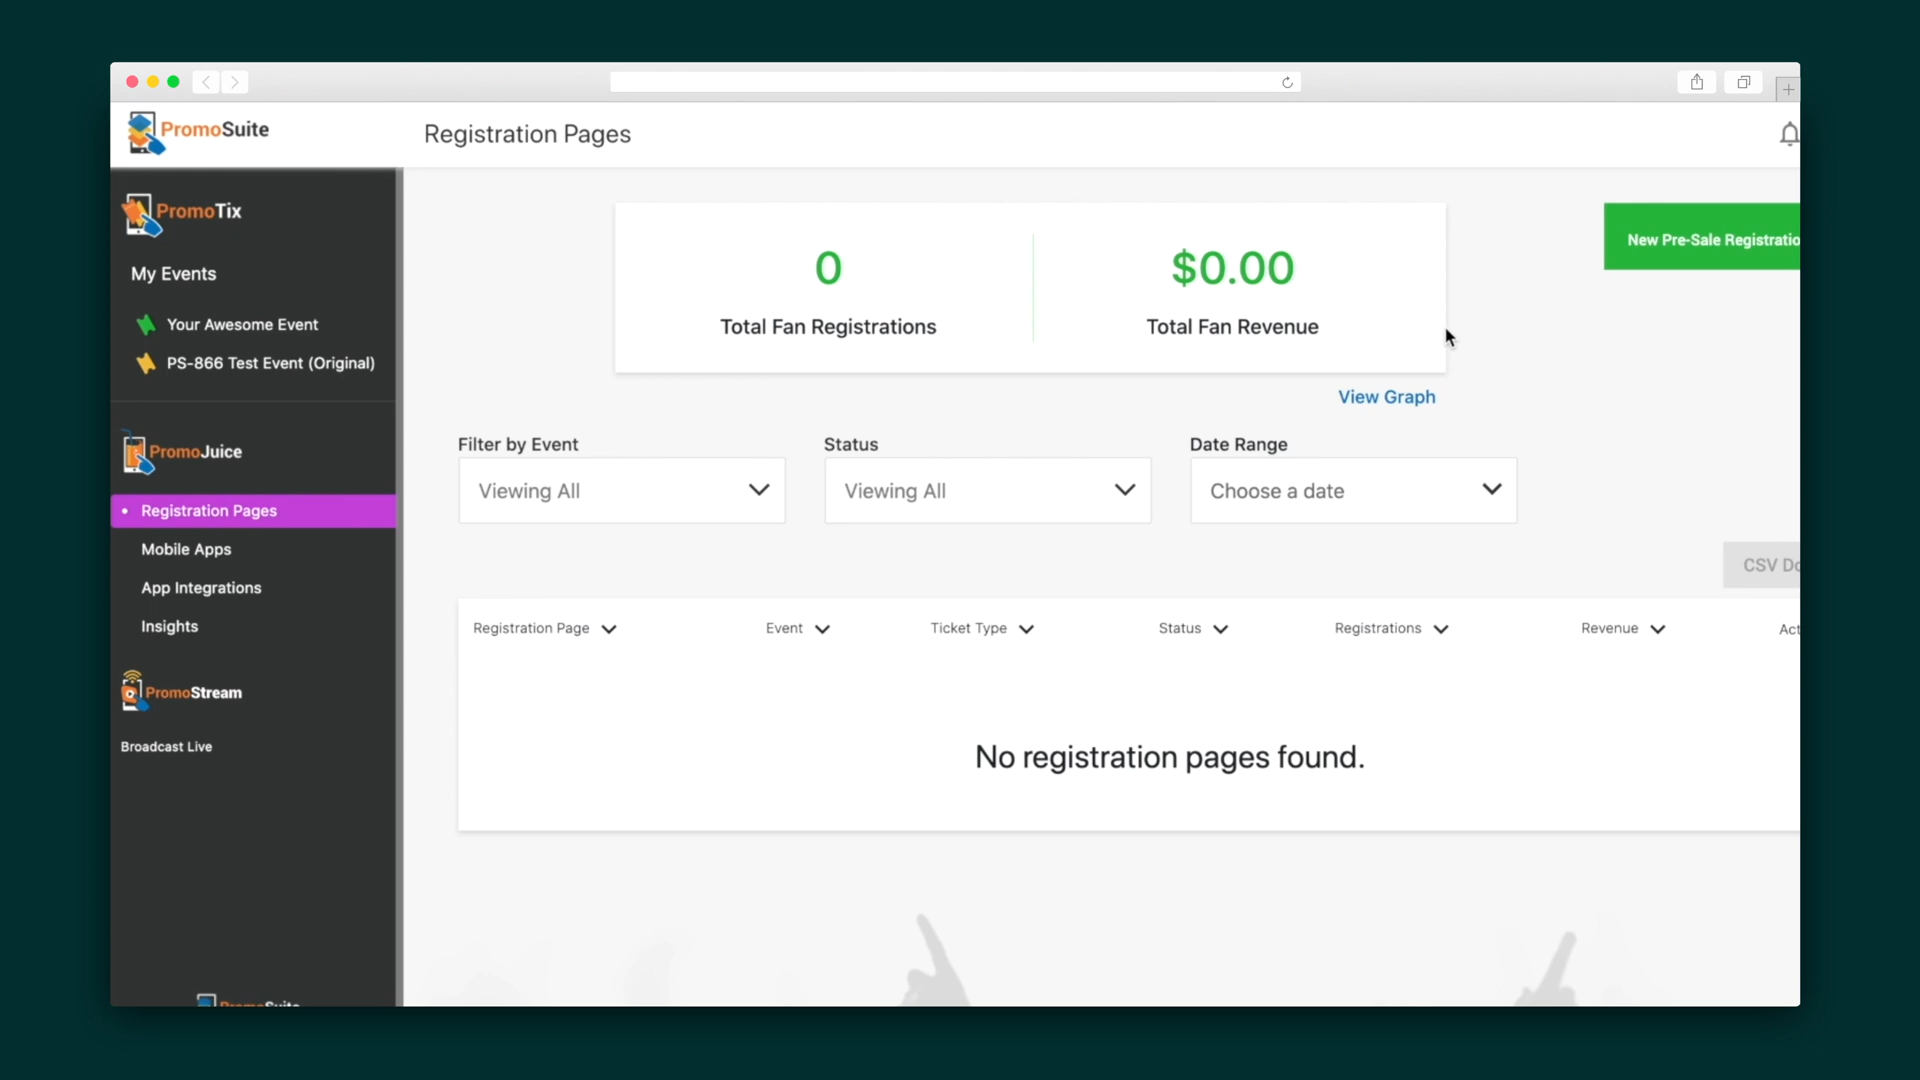 PromoSuite
Registration Pages
PromoTix
New Pre-Sale Registratio
0
$0.00
My Events
Total Fan Registrations
Total Fan Revenue
Your Awesome Event
PS-866 Test Event (Original)
View Graph
PromoJuice
Filter by Event
Status
Date Range
Viewing All
Viewing All
Choose a date
Registration Pages
Mobile Apps
CSV Do
App Integrations
Insights
Registration Page
Event
Ticket Type
Status
Registrations
Revenue
Act
PromoStream
Broadcast Live
No registration pages found.
PromoSuite